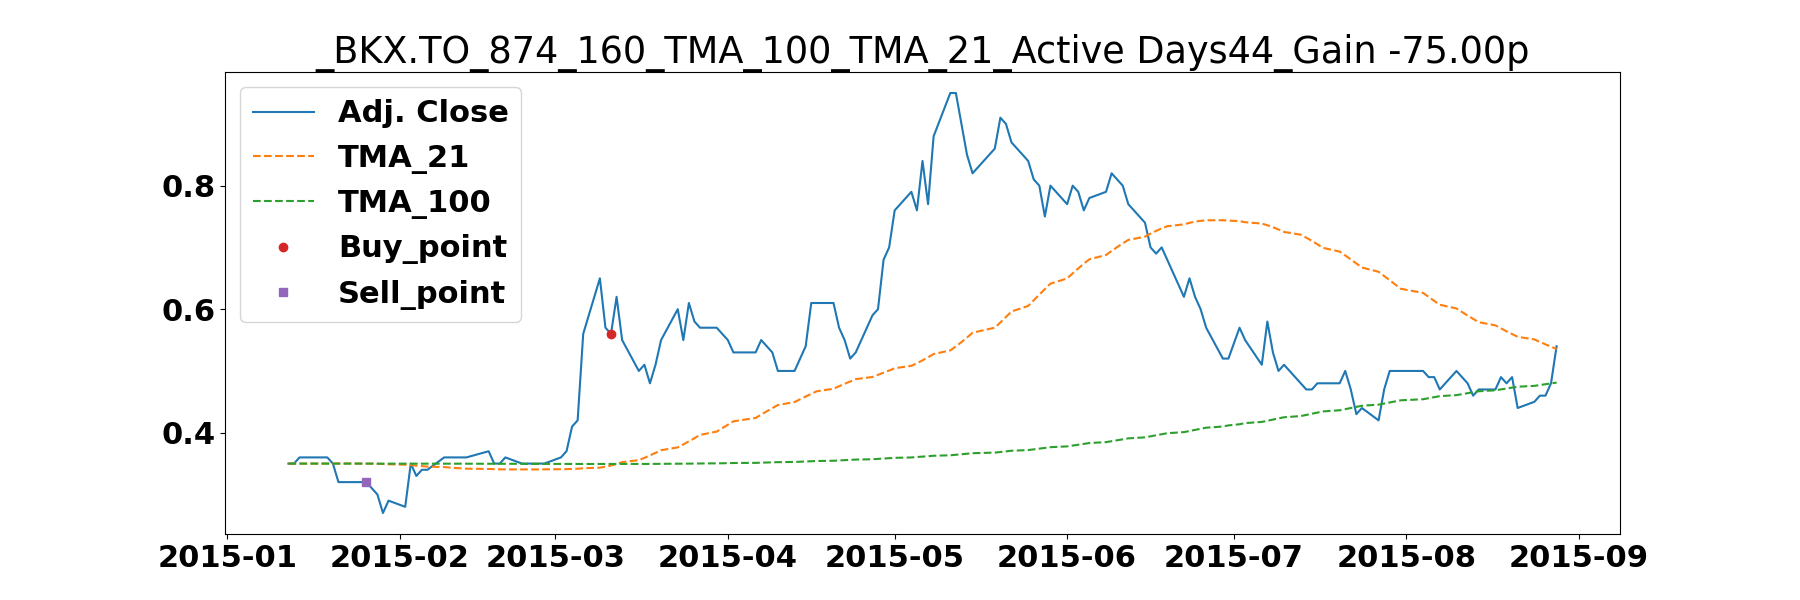 _BKX.TO_874_160_TMA_100_TMA_21_Active Days44_Gain -75.00p
Adj. Close
TMA_21
TMA_100
Buy_point
Sell_point
0.8
0.6
0.4
2015-01 2015-02 2015-03 2015-04 2015-05 2015-06 2015-07 2015-08 2015-09